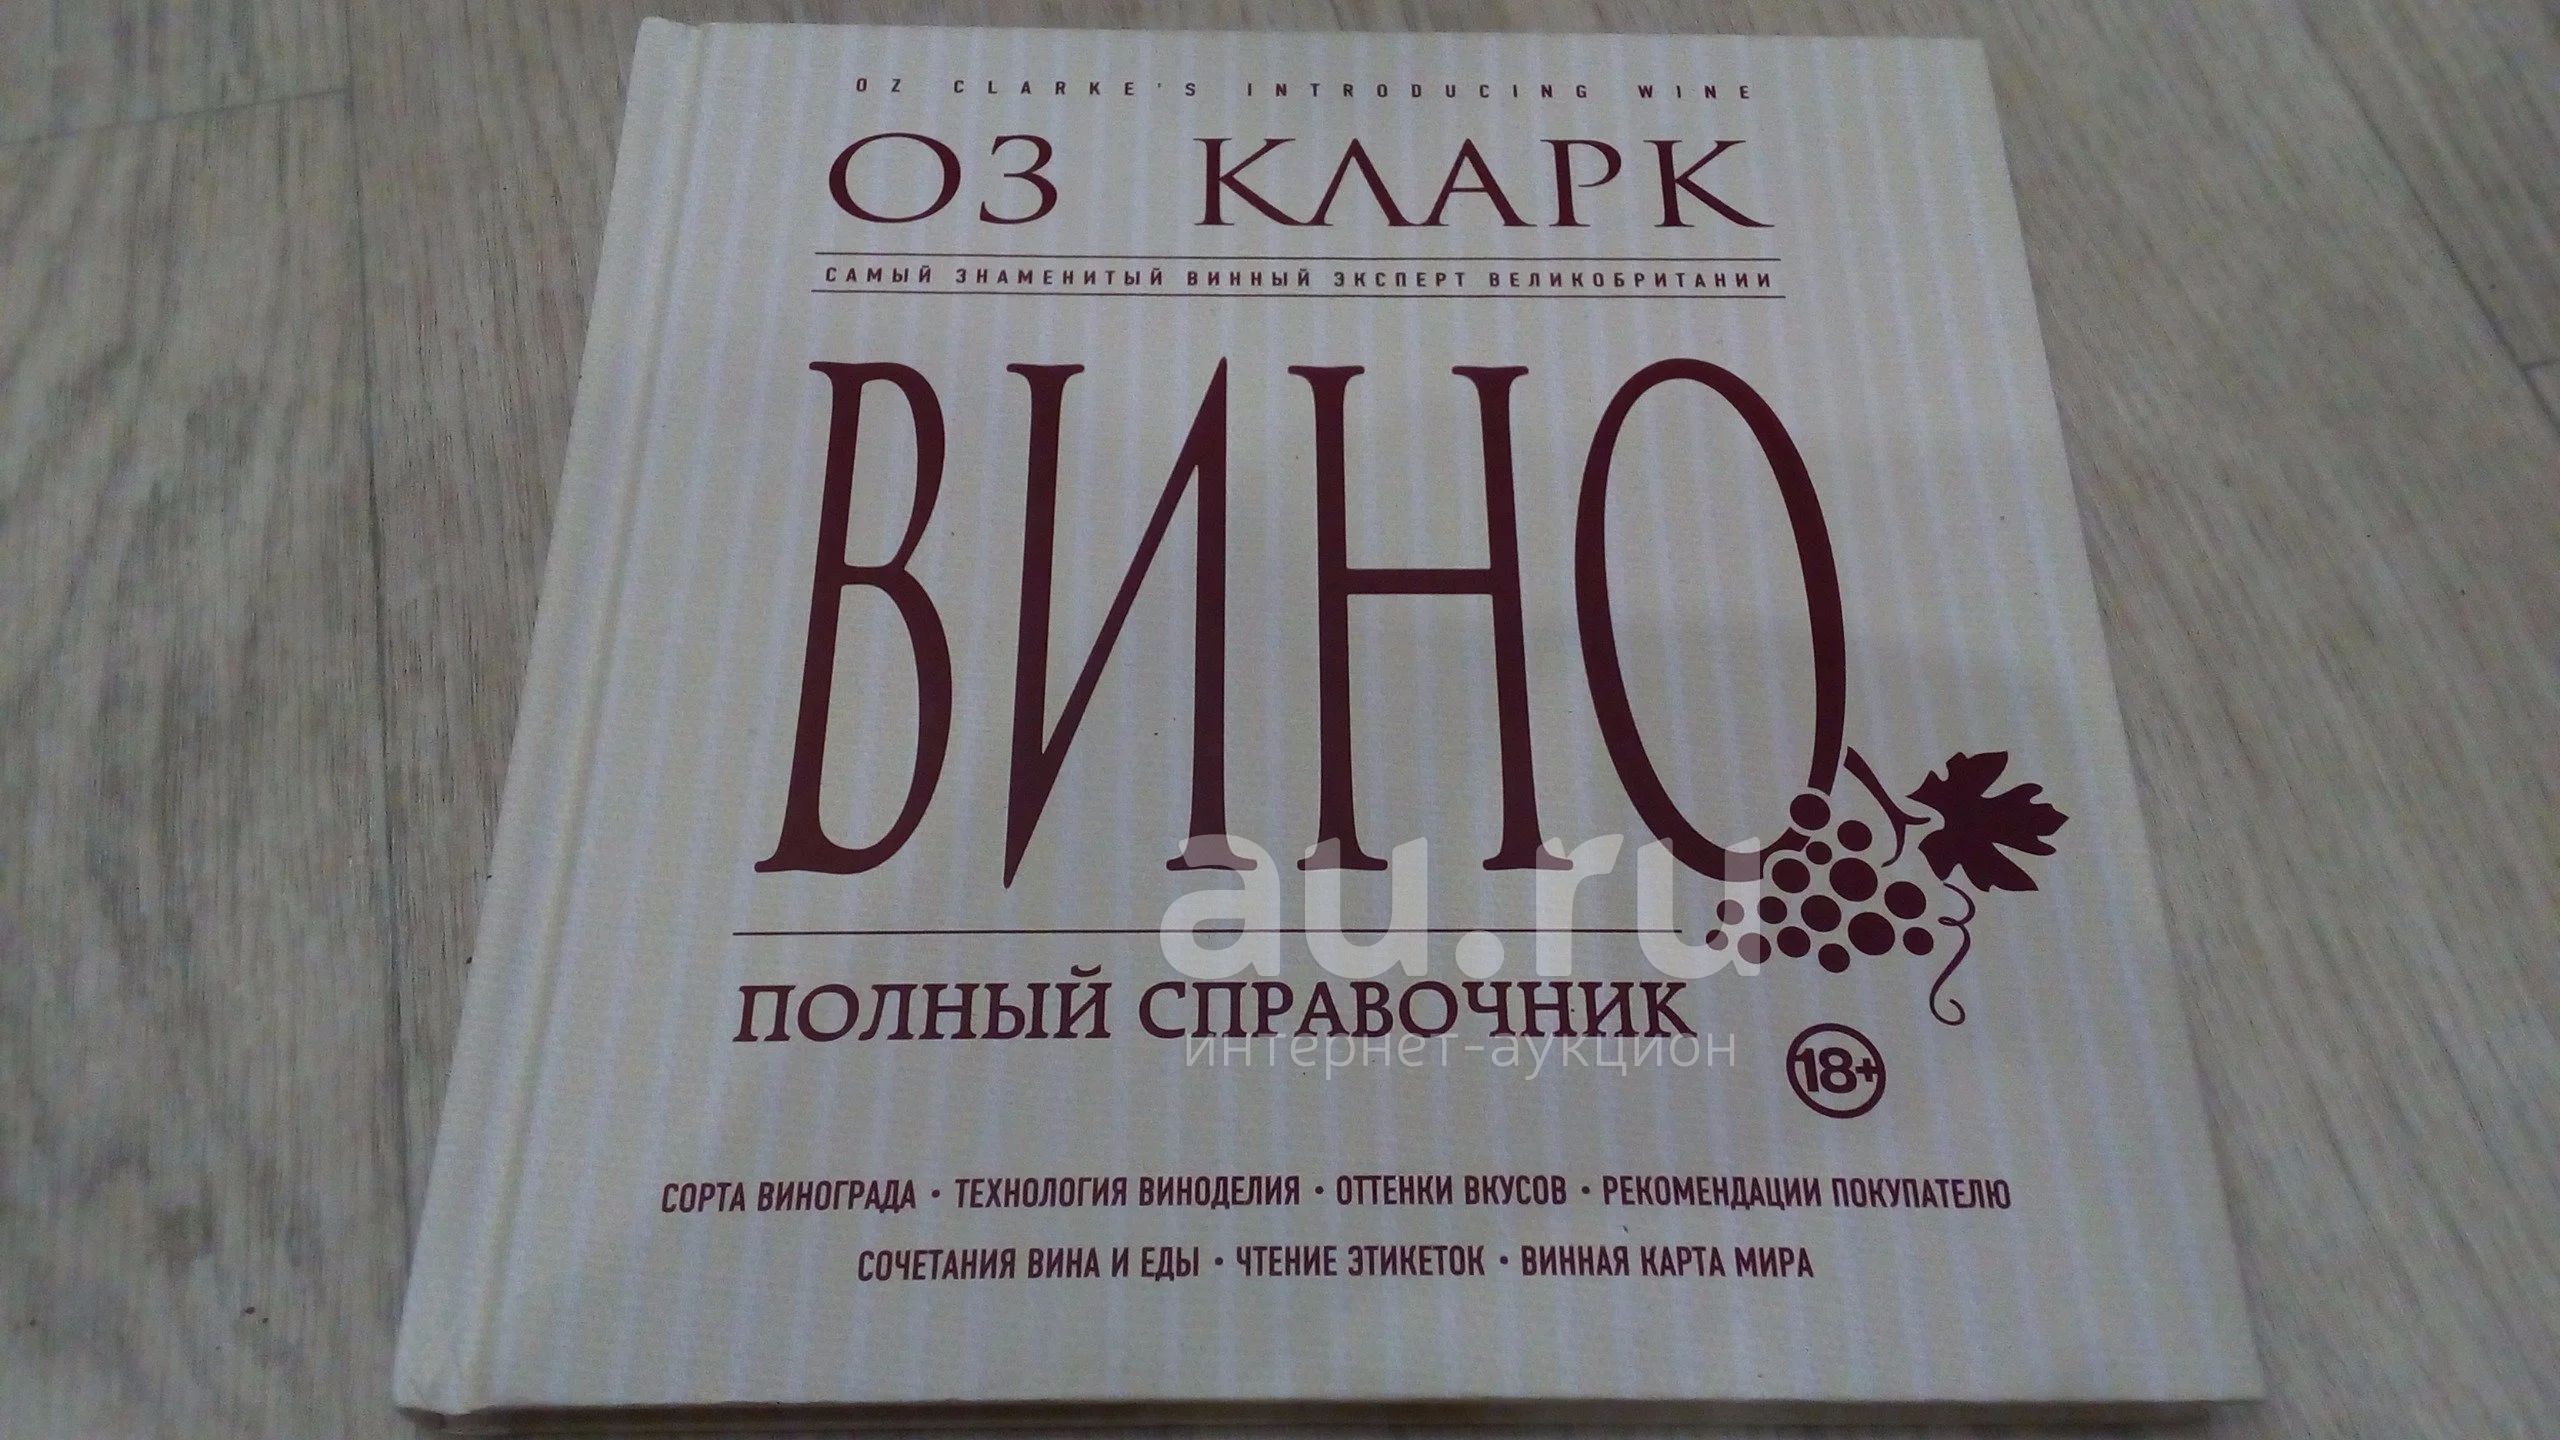 OZ CLARKE'S INTRODUCING WINE
ОЗ КЛАРК
САМЫЙ ЗНАМЕНИТЫЙ ВИННЫЙ ЭКСПЕРТ ВЕЛИКОБРИТАНИИ
ВИНО
au.ru
ПОЛНЫЙ СПРАВОЧНИК
интернет-аукцион
18+
СОРТА ВИНОГРАДА • ТЕХНОЛОГИЯ ВИНОДЕЛИЯ • ОТТЕНКИ ВКУСОВ • РЕКОМЕНДАЦИИ ПОКУПАТЕЛЮ
СОЧЕТАНИЯ ВИНА И ЕДЫ • ЧТЕНИЕ ЭТИКЕТОК • ВИННАЯ КАРТА МИРА